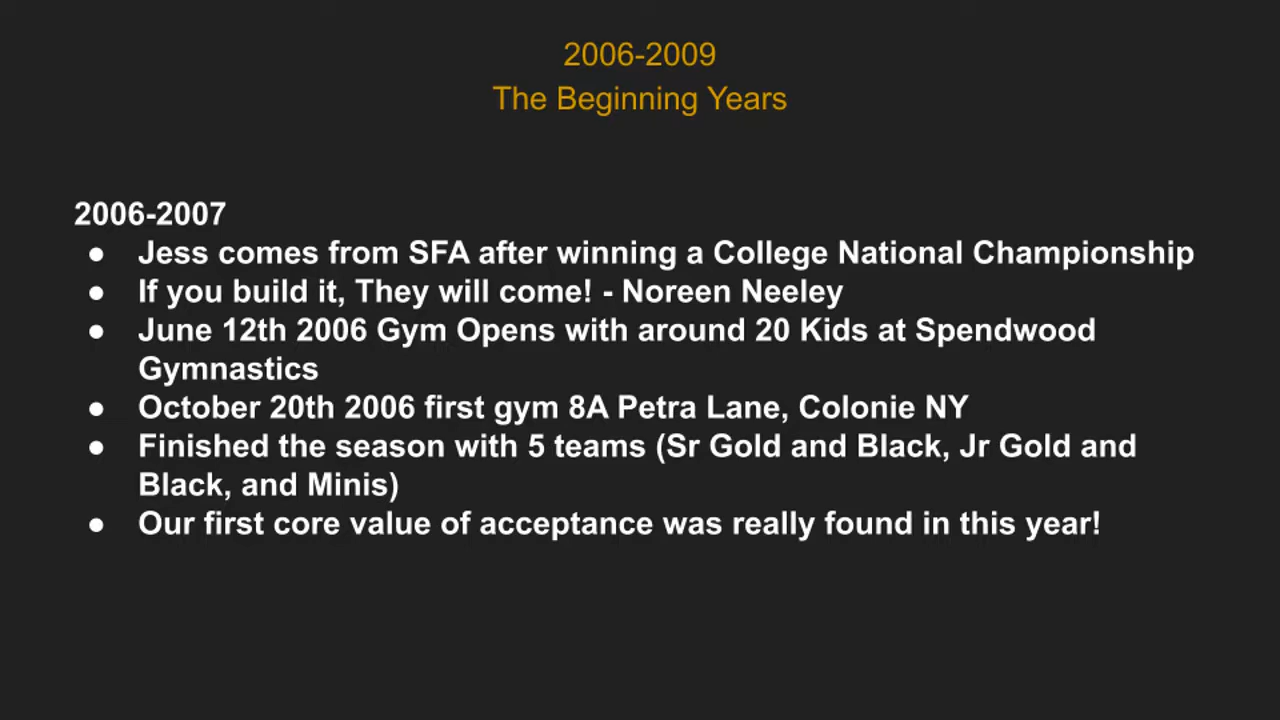 2006-2009
The Beginning Years
2006-2007
● Jess comes from SFA after winning a College National Championship
● If you build it, They will come! - Noreen Neeley
● June 12th 2006 Gym Opens with around 20 Kids at Spendwood
Gymnastics
● October 20th 2006 first gym 8A Petra Lane, Colonie NY
● Finished the season with 5 teams (Sr Gold and Black, Jr Gold and
Black, and Minis)
● Our first core value of acceptance was really found in this year!